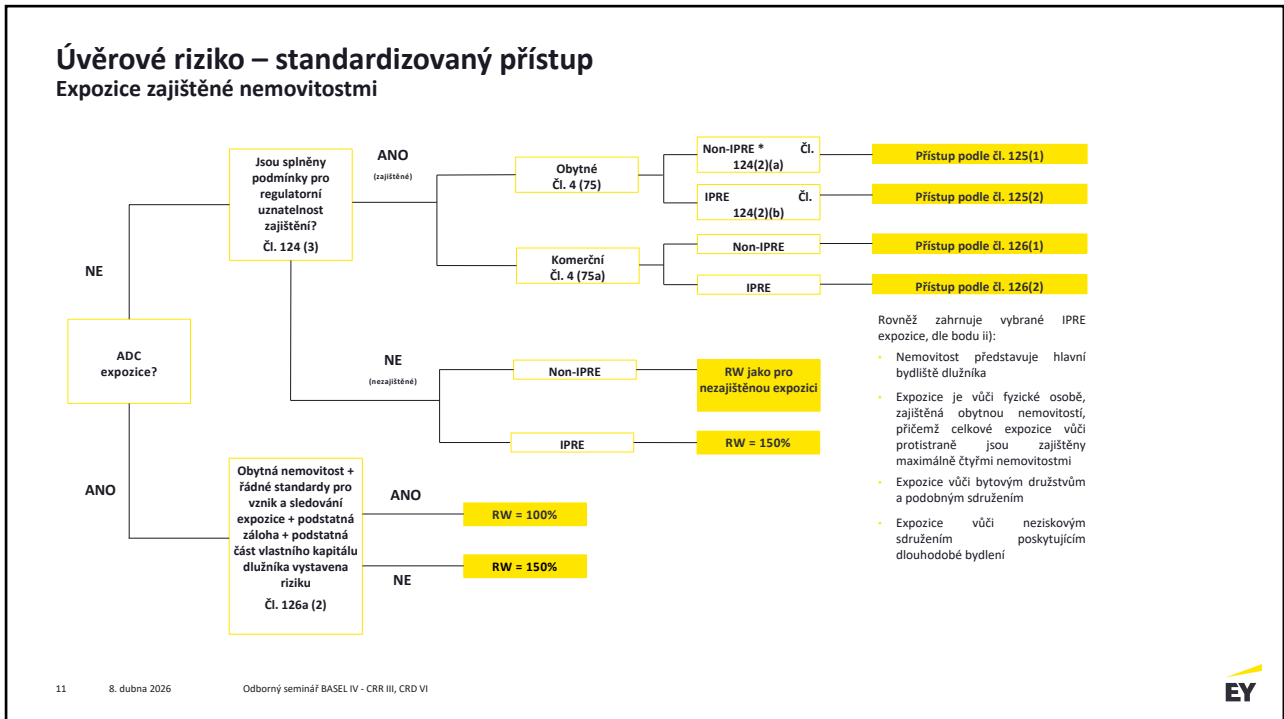 Úvěrové riziko – standardizovaný přístup
Expozice zajištěné nemovitostmi
Jsou splněny
podmínky pro
regulatorní
uznatelnost
zajištění?
Čl. 124 (3)
ANO
(zajištěné)
Obytné
Čl. 4 (75)
Non-IPRE * Čl.
124(2)(a)
Přístup podle čl. 125(1)
IPRE Čl.
124(2)(b)
Přístup podle čl. 125(2)
Komerční
Čl. 4 (75a)
Non-IPRE
Přístup podle čl. 126(1)
IPRE
Přístup podle čl. 126(2)
NE
ADC
expozice?
NE
(nezajištěné)
Non-IPRE
RW jako pro
nezajištěnou expozici
IPRE
RW = 150%
ANO
Obytná nemovitost +
řádné standardy pro
vznik a sledování
expozice + podstatná
záloha + podstatná
část vlastního kapitálu
dlužníka vystavena
riziku
Čl. 126a (2)
ANO
RW = 100%
NE
RW = 150%
Rovněž zahrnuje vybrané IPRE
expozice, dle bodu ii):
• Nemovitost představuje hlavní
bydliště dlužníka
• Expozice je vůči fyzické osobě,
zajištěná obytnou nemovitostí,
přičemž celkové expozice vůči
protistraně jsou zajištěny
maximálně čtyřmi nemovitostmi
• Expozice vůči bytovým družstvům
a podobným sdružením
• Expozice vůči neziskovým
sdružením poskytujícím
dlouhodobé bydlení
11 8. dubna 2026 Odborný seminář BASEL IV - CRR III, CRD VI
EY